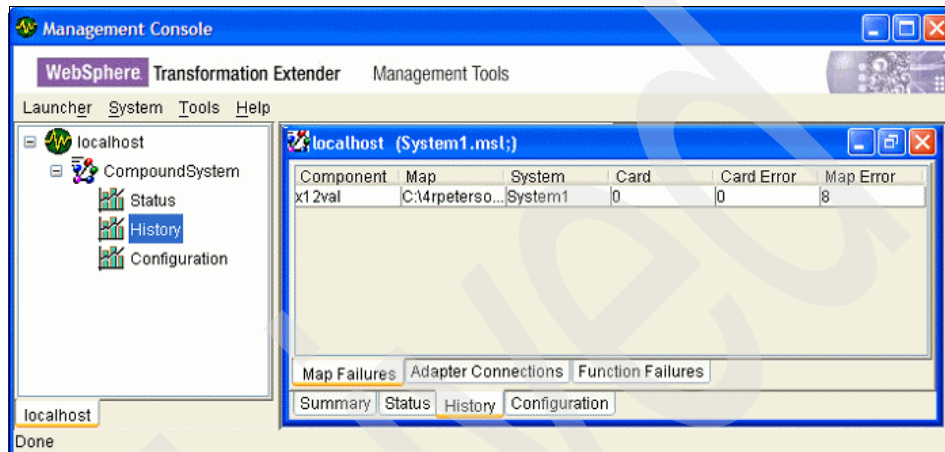 Management Console
WebSphere. Transformation Extender Management Tools
Launcher System Tools Help
localhost
CompoundSystem
Status
History
Configuration
localhost
localhost (System1.msl;)
Component Map System Card Card Error Map Error
x12val C:\4rpeterso... System1 0 0 8
Map Failures Adapter Connections Function Failures
Summary Status History Configuration
Done